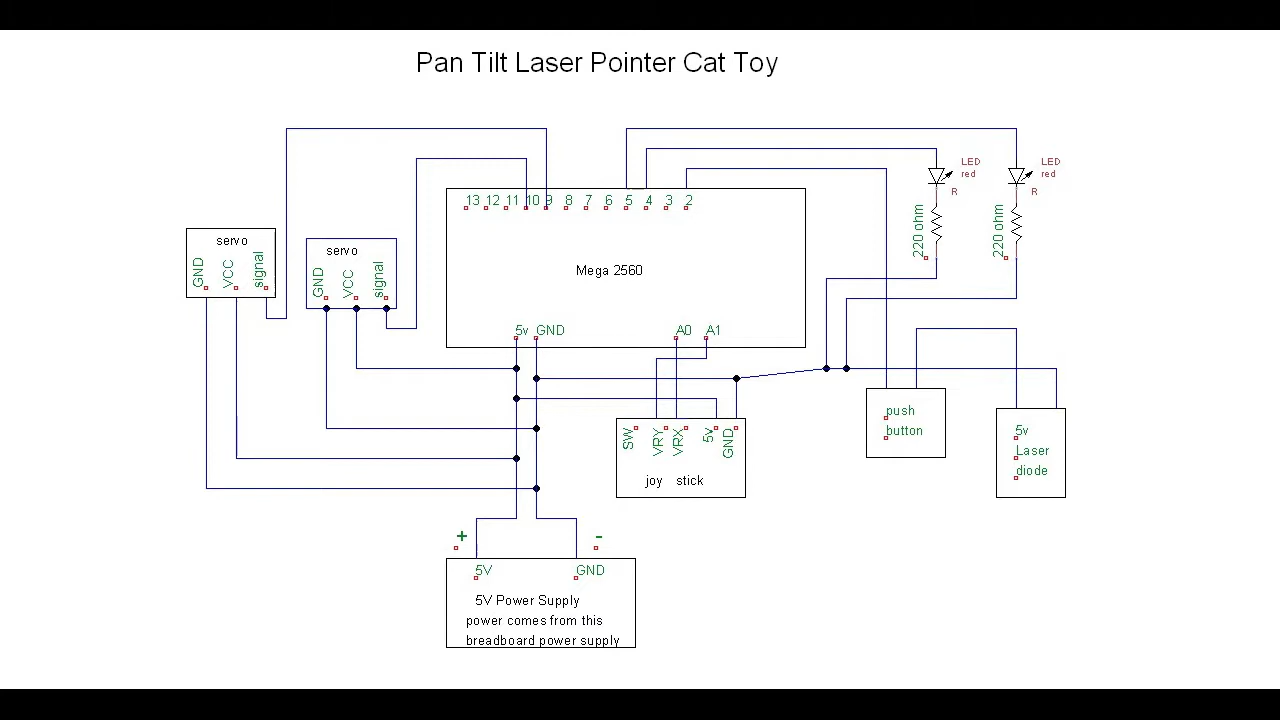 Pan Tilt Laser Pointer Cat Toy
LED
red
R
LED
red
R
13 12 11 10 9 8 7 6 5 4 3 2
220 ohm
220 ohm
servo
GND
VCC
signal
servo
GND
VCC
signal
Mega 2560
5v GND
A0 A1
SW
VRY
VRX
5V
GND
joy stick
push
button
5v
Laser
diode
+
-
5V
GND
5V Power Supply
power comes from this
breadboard power supply